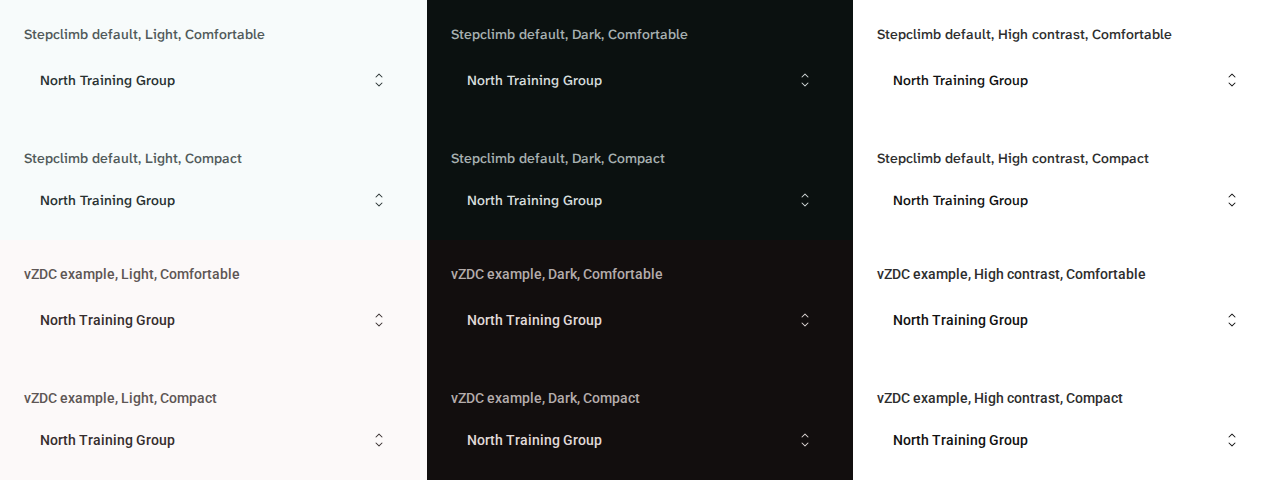 Stepclimb default, Light, Comfortable
North Training Group
Stepclimb default, Light, Compact
North Training Group
vZDC example, Light, Comfortable
North Training Group
vZDC example, Light, Compact
North Training Group
Stepclimb default, Dark, Comfortable
North Training Group
Stepclimb default, Dark, Compact
North Training Group
vZDC example, Dark, Comfortable
North Training Group
vZDC example, Dark, Compact
North Training Group
Stepclimb default, High contrast, Comfortable
North Training Group
Stepclimb default, High contrast, Compact
North Training Group
vZDC example, High contrast, Comfortable
North Training Group
vZDC example, High contrast, Compact
North Training Group